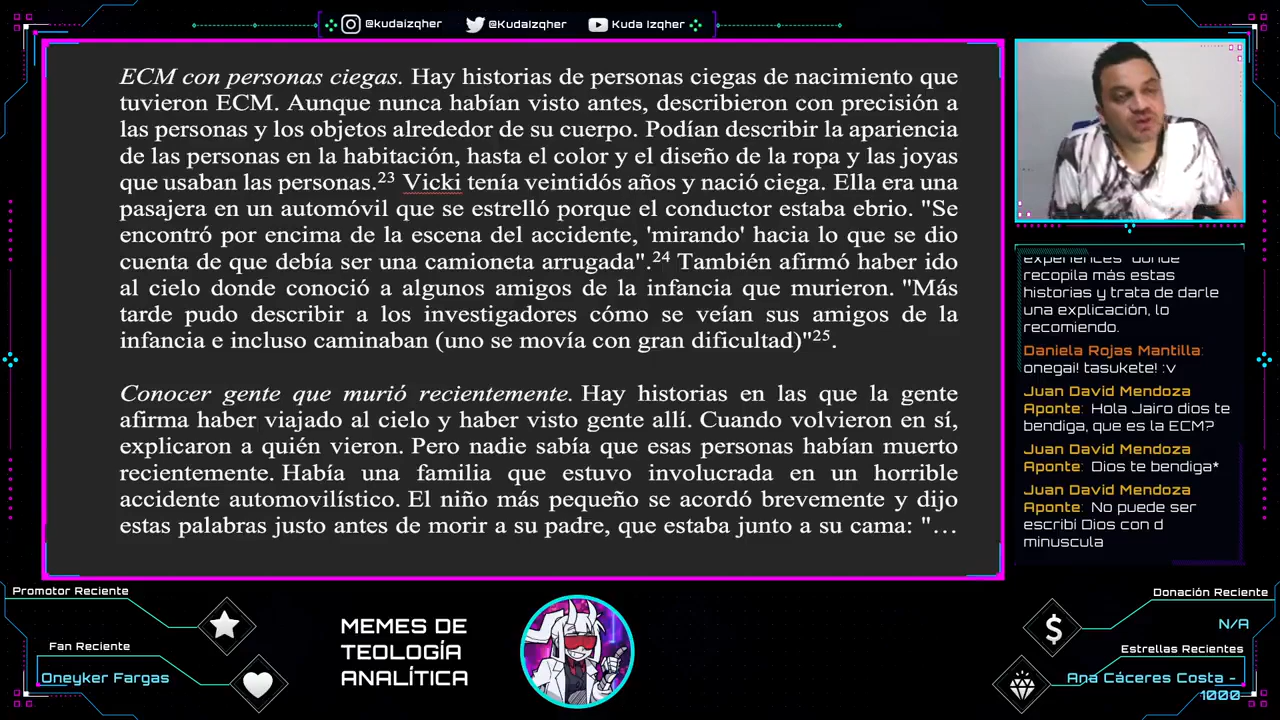 @kudaizqher
@Kudaizqher
Kuda Izqher
ECM con personas ciegas. Hay historias de personas ciegas de nacimiento que
tuvieron ECM. Aunque nunca habían visto antes, describieron con precisión a
las personas y los objetos alrededor de su cuerpo. Podían describir la apariencia
de las personas en la habitación, hasta el color y el diseño de la ropa y las joyas
que usaban las personas.²³ Vicki tenía veintidós años y nació ciega. Ella era una
pasajera en un automóvil que se estrelló porque el conductor estaba ebrio. "Se
encontró por encima de la escena del accidente, 'mirando' hacia lo que se dio
cuenta de que debía ser una camioneta arrugada".²⁴ También afirmó haber ido
al cielo donde conoció a algunos amigos de la infancia que murieron. "Más
tarde pudo describir a los investigadores cómo se veían sus amigos de la
infancia e incluso caminaban (uno se movía con gran dificultad)"²⁵.
Conocer gente que murió recientemente. Hay historias en las que la gente
afirma haber viajado al cielo y haber visto gente allí. Cuando volvieron en sí,
explicaron a quién vieron. Pero nadie sabía que esas personas habían muerto
recientemente. Había una familia que estuvo involucrada en un horrible
accidente automovilístico. El niño más pequeño se acordó brevemente y dijo
estas palabras justo antes de morir a su padre, que estaba junto a su cama: "…
experiences" donde
recopila más estas
historias y trata de darle
una explicación, lo
recomiendo.
Daniela Rojas Mantilla:
onegai! tasukete! :v
Juan David Mendoza
Aponte: Hola Jairo dios te
bendiga, que es la ECM?
Juan David Mendoza
Aponte: Dios te bendiga*
Juan David Mendoza
Aponte: No puede ser
escribí Dios con d
minuscula
Promotor Reciente
Fan Reciente
Oneyker Fargas
MEMES DE
TEOLOGÍA
ANALÍTICA
Donación Reciente
N/A
Estrellas Recientes
Ana Cáceres Costa -
1000